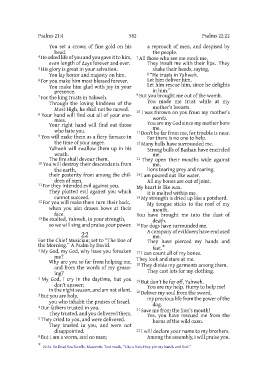 Psalms 21:4 582 Psalms 22:22
You set a crown of fine gold on his
head.
4 He asked life of you and you gave it to him,
even length of days forever and ever.
5 His glory is great in your salvation.
You lay honor and majesty on him.
6 For you make him most blessed forever.
You make him glad with joy in your
presence.
7 For the king trusts in Yahweh.
Through the loving kindness of the
Most High, he shall not be moved.
8 Your hand will find out all of your ene-
mies.
Your right hand will find out those
who hate you.
9 You will make them as a fiery furnace in
the time of your anger.
Yahweh will swallow them up in his
wrath.
The fire shall devour them.
10 You will destroy their descendants from
the earth,
their posterity from among the chil-
dren of men.
11 For they intended evil against you.
They plotted evil against you which
cannot succeed.
12 For you will make them turn their back,
when you aim drawn bows at their
face.
13 Be exalted, Yahweh, in your strength,
so we will sing and praise your power.
22
For the Chief Musician; set to “The Doe of
the Morning.” A Psalm by David.
1 My God, my God, why have you forsaken
me?
Why are you so far from helping me,
and from the words of my groan-
ing?
2 My God, I cry in the daytime, but you
don’t answer;
in the night season, and am not silent.
3 But you are holy,
you who inhabit the praises of Israel.
4 Our fathers trusted in you.
They trusted, and you delivered them.
5 They cried to you, and were delivered.
They trusted in you, and were not
disappointed.
6 But I am a worm, and no man;
a reproach of men, and despised by
the people.
7 All those who see me mock me.
They insult me with their lips. They
shake their heads, saying,
8 “He trusts in Yahweh.
Let him deliver him.
Let him rescue him, since he delights
in him.”
9 But you brought me out of the womb.
You made me trust while at my
mother’s breasts.
10 I was thrown on you from my mother’s
womb.
You are my God since my mother bore
me.
11 Don’t be far from me, for trouble is near.
For there is no one to help.
12 Many bulls have surrounded me.
Strong bulls of Bashan have encircled
me.
13 They open their mouths wide against
me,
lions tearing prey and roaring.
14 I am poured out like water.
All my bones are out of joint.
My heart is like wax.
It is melted within me.
15 My strength is dried up like a potsherd.
My tongue sticks to the roof of my
mouth.
You have brought me into the dust of
death.
16 For dogs have surrounded me.
A company of evildoers have enclosed
me.
They have pierced my hands and
feet.
17 I can count all of my bones.
They look and stare at me.
18 They divide my garments among them.
They cast lots for my clothing.
19 But don’t be far off, Yahweh.
You are my help. Hurry to help me!
20 Deliver my soul from the sword,
my precious life from the power of the
dog.
21 Save me from the lion’s mouth!
Yes, you have rescued me from the
horns of the wild oxen.
22 I will declare your name to my brothers.
Among the assembly, I will praise you.